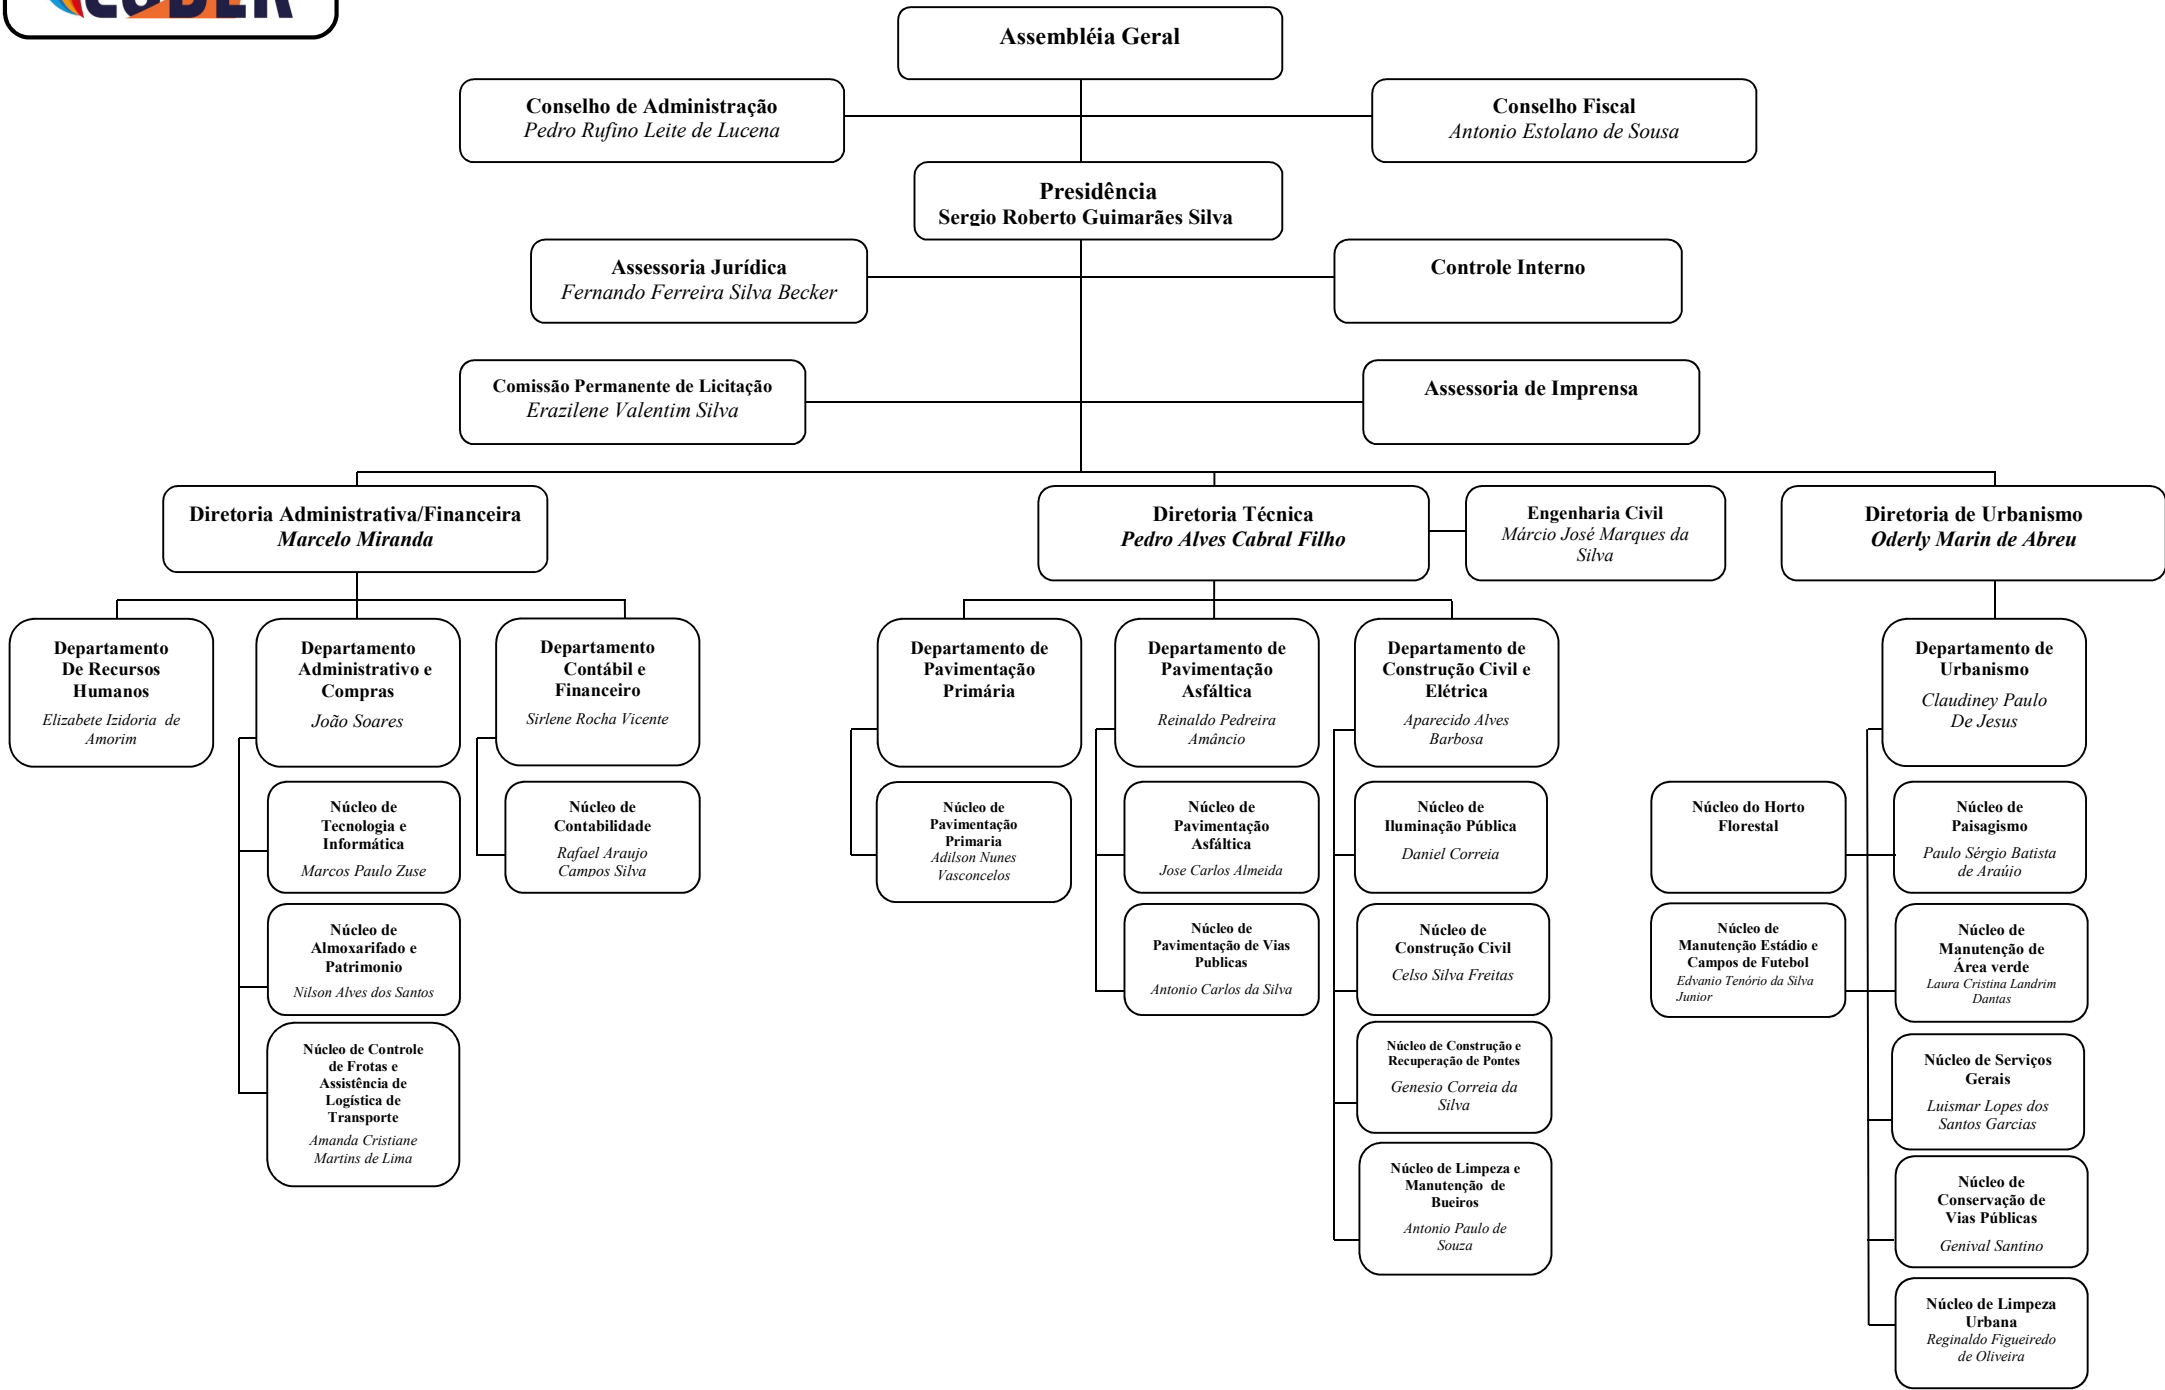 CODER
Assembléia Geral
Conselho de Administração
Pedro Rufino Leite de Lucena
Conselho Fiscal
Antonio Estolano de Sousa
Presidência
Sergio Roberto Guimarães Silva
Assessoria Jurídica
Fernando Ferreira Silva Becker
Controle Interno
Comissão Permanente de Licitação
Erazilene Valentim Silva
Assessoria de Imprensa
Diretoria Administrativa/Financeira
Marcelo Miranda
Diretoria Técnica
Pedro Alves Cabral Filho
Engenharia Civil
Márcio José Marques da
Silva
Diretoria de Urbanismo
Oderly Marin de Abreu
Departamento
De Recursos
Humanos
Elizabete Izidoria de
Amorim
Departamento
Administrativo e
Compras
João Soares
Departamento
Contábil e
Financeiro
Sirlene Rocha Vicente
Departamento de
Pavimentação
Primária
Departamento de
Pavimentação
Asfáltica
Reinaldo Pedreira
Amâncio
Departamento de
Construção Civil e
Elétrica
Aparecido Alves
Barbosa
Departamento de
Urbanismo
Claudiney Paulo
De Jesus
Núcleo de
Tecnologia e
Informática
Marcos Paulo Zuse
Núcleo de
Contabilidade
Rafael Araujo
Campos Silva
Núcleo de
Pavimentação
Primaria
Adilson Nunes
Vasconcelos
Núcleo de
Pavimentação
Asfáltica
Jose Carlos Almeida
Núcleo de
Iluminação Pública
Daniel Correia
Núcleo do Horto
Florestal
Núcleo de
Paisagismo
Paulo Sérgio Batista
de Araújo
Núcleo de
Almoxarifado e
Patrimonio
Nilson Alves dos Santos
Núcleo de
Pavimentação de Vias
Publicas
Antonio Carlos da Silva
Núcleo de
Construção Civil
Celso Silva Freitas
Núcleo de
Manutenção Estádio e
Campos de Futebol
Edvanio Tenório da Silva
Junior
Núcleo de
Manutenção de
Área verde
Laura Cristina Landrim
Dantas
Núcleo de Controle
de Frotas e
Assistência de
Logística de
Transporte
Amanda Cristiane
Martins de Lima
Núcleo de Construção e
Recuperação de Pontes
Genesio Correia da
Silva
Núcleo de Serviços
Gerais
Luismar Lopes dos
Santos Garcias
Núcleo de Limpeza e
Manutenção de
Bueiros
Antonio Paulo de
Souza
Núcleo de
Conservação de
Vias Públicas
Genival Santino
Núcleo de Limpeza
Urbana
Reginaldo Figueiredo
de Oliveira